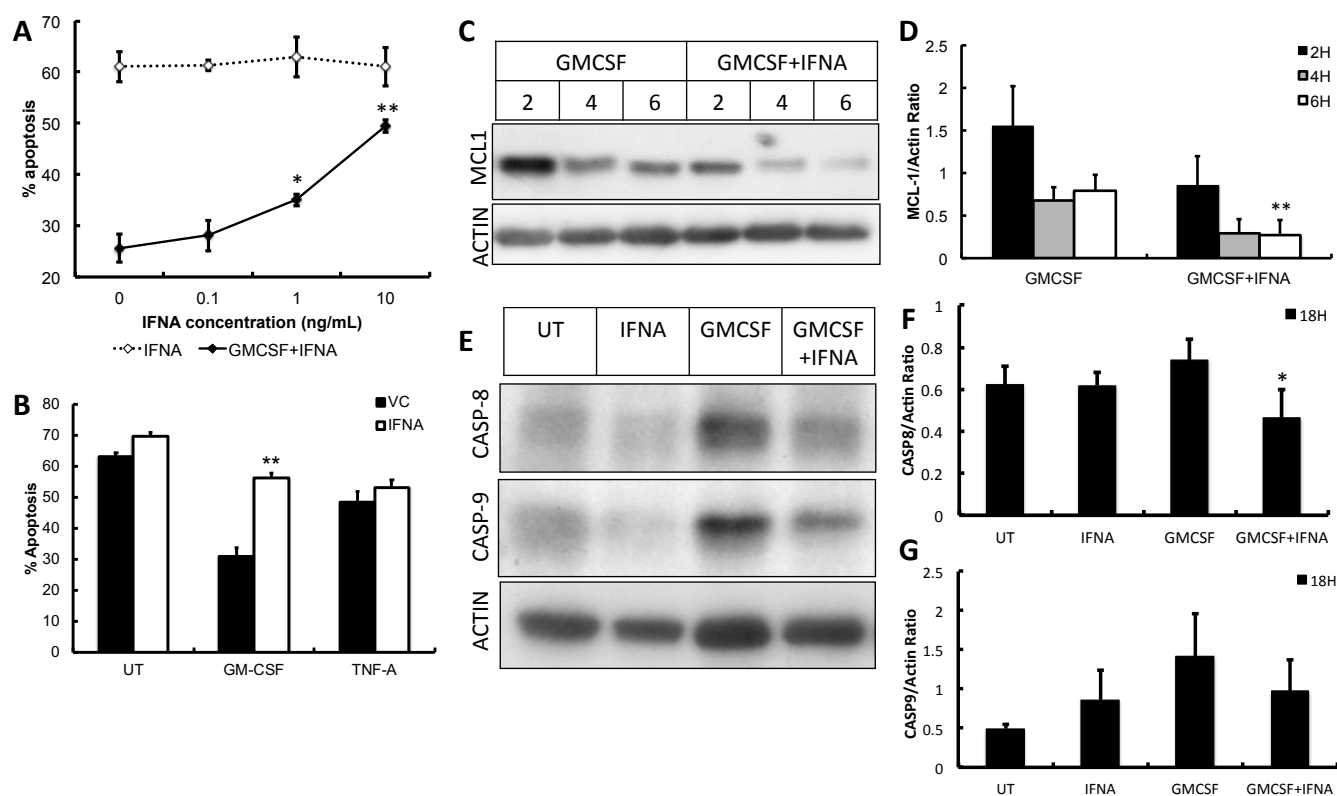 A
70
60
50
40
30
20
% apoptosis
**
*
0 0.1 1 10
IFNA concentration (ng/mL)
IFNA GMCSF+IFNA
B
VC
IFNA
80
70
60
50
40
30
20
10
0
% Apoptosis
**
UT GM-CSF TNF-A
C
GMCSF GMCSF+IFNA
2 4 6 2 4 6
MCL1
ACTIN
D
2H
4H
6H
2.5
2
1.5
1
0.5
0
MCL-1/Actin Ratio
**
GMCSF GMCSF+IFNA
E
UT IFNA GMCSF GMCSF
+IFNA
CASP-8
CASP-9
ACTIN
F
18H
1
0.8
0.6
0.4
0.2
0
CASP8/Actin Ratio
*
UT IFNA GMCSF GMCSF+IFNA
G
18H
2.5
2
1.5
1
0.5
0
CASP9/Actin Ratio
UT IFNA GMCSF GMCSF+IFNA